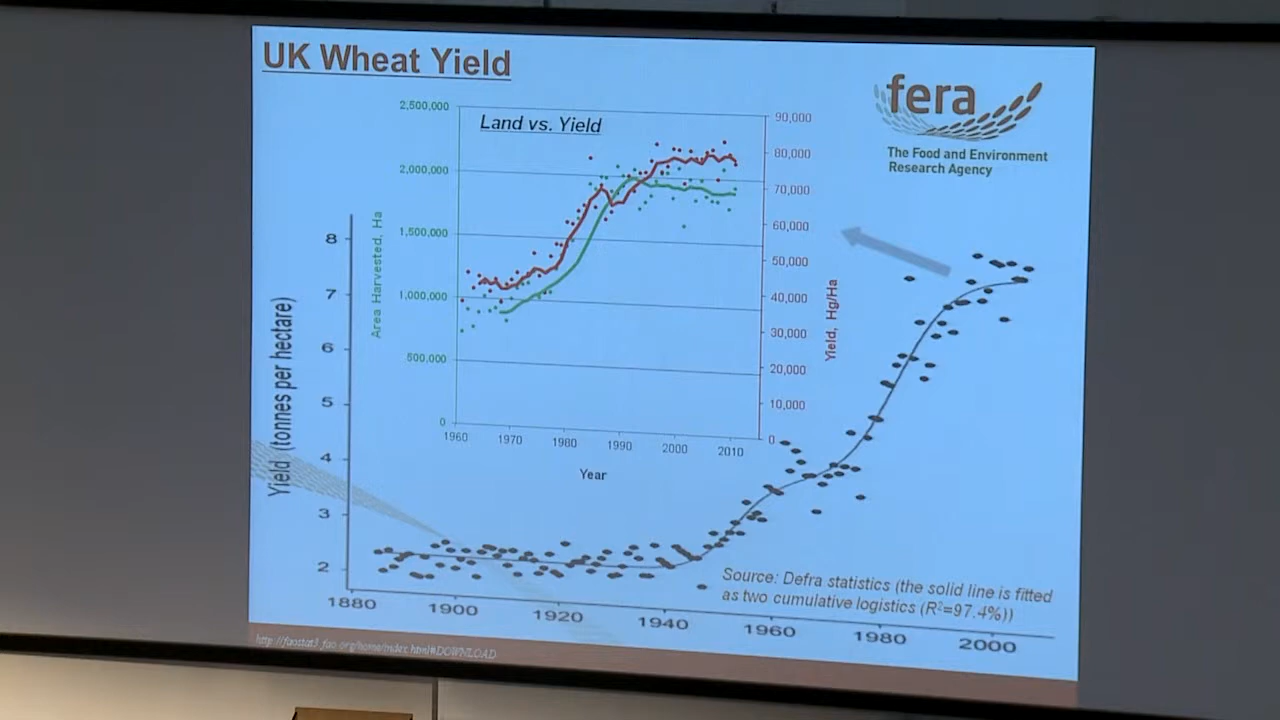 UK Wheat Yield
fera
The Food and Environment
Research Agency
Land vs. Yield
2,500,000
2,000,000
1,500,000
1,000,000
500,000
0
Area Harvested, Ha
90,000
80,000
70,000
60,000
50,000
40,000
30,000
20,000
10,000
0
Yield, Hg/Ha
1960 1970 1980 1990 2000 2010
Year
8
7
6
5
4
3
2
Yield (tonnes per hectare)
1880 1900 1920 1940 1960 1980 2000
Source: Defra statistics (the solid line is fitted
as two cumulative logistics (R²=97.4%))
http://faostat3.fao.org/home/index.html#DOWNLOAD